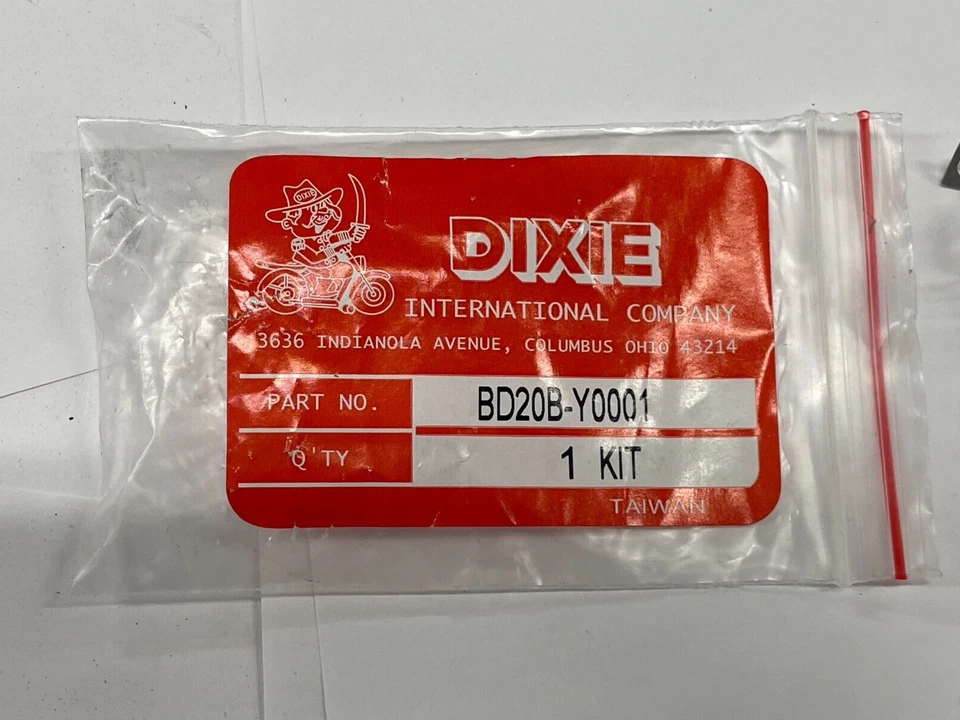 DIXIE
DIXIE
INTERNATIONAL COMPANY
3636 INDIANOLA AVENUE, COLUMBUS OHIO 43214
PART NO. BD20B-Y0001
Q'TY 1 KIT
TAIWAN